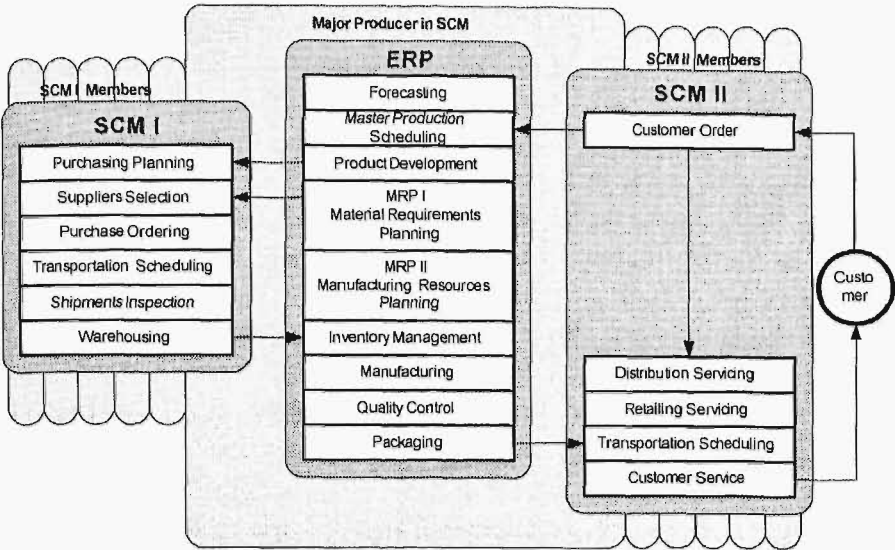 Major Producer in SCM
SCM I Members
SCM I
Purchasing Planning
Suppliers Selection
Purchase Ordering
Transportation Scheduling
Shipments Inspection
Warehousing
ERP
Forecasting
Master Production
Scheduling
Product Development
MRP I
Material Requirements
Planning
MRP II
Manufacturing Resources
Planning
Inventory Management
Manufacturing
Quality Control
Packaging
SCM II Members
SCM II
Customer Order
Distribution Servicing
Retailing Servicing
Transportation Scheduling
Customer Service
Custo
mer